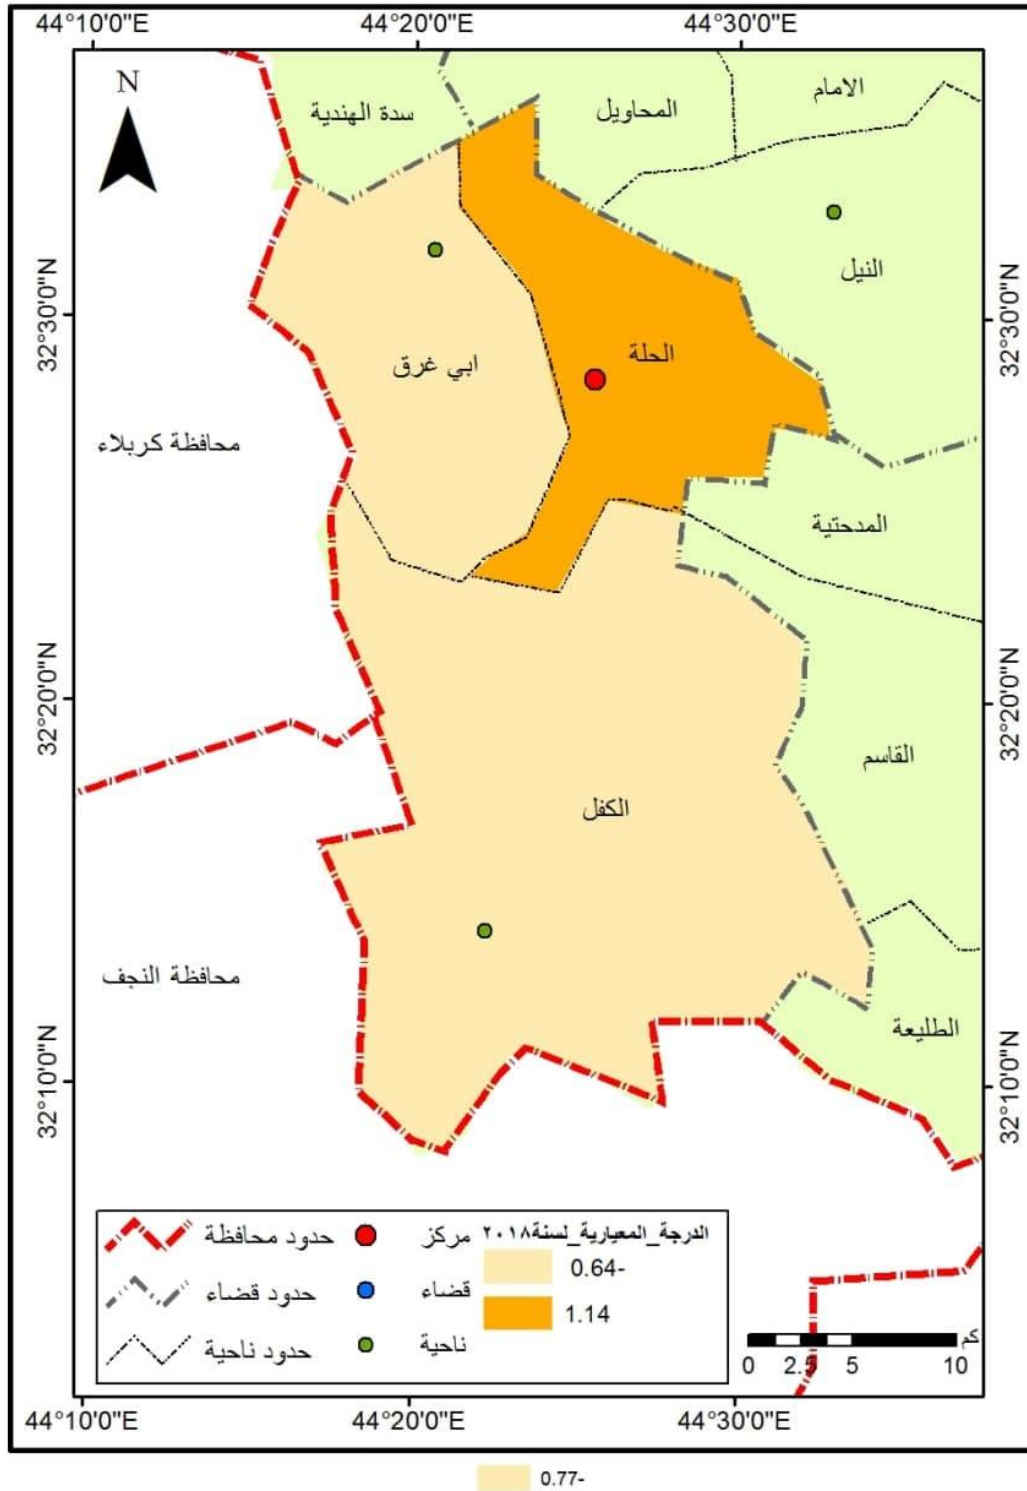 44°10'0"E 44°20'0"E 44°30'0"E
N
سدة الهندية
المحاويل
الامام
النيل
32°30'0"N
32°30'0"N
الحلة
ابي غرق
محافظة كربلاء
المدحتية
32°20'0"N
32°20'0"N
القاسم
الكفل
محافظة النجف
الطليعة
32°10'0"N
32°10'0"N
الدرجة_المعيارية_لسنة٢٠١٨
0.64-
1.14
مركز
قضاء
ناحية
حدود محافظة
حدود قضاء
حدود ناحية
كم
0 2.5 5 10
44°10'0"E 44°20'0"E 44°30'0"E
0.77-